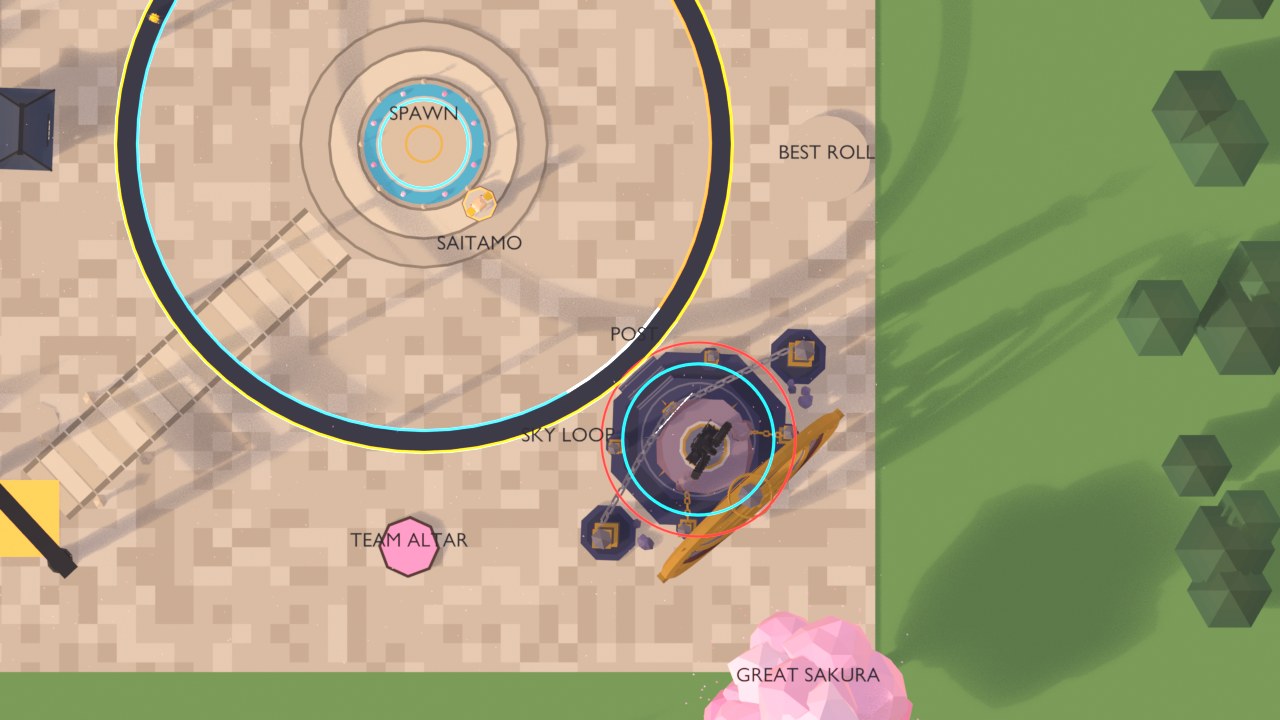 SPAWN
BEST ROLL
SAITAMO
POST
SKY LOOP
TEAM ALTAR
GREAT SAKURA